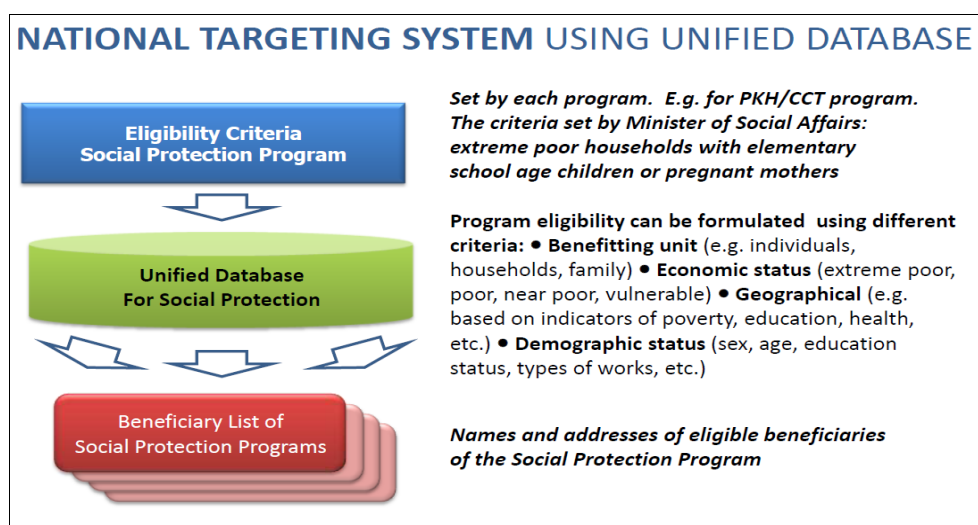 NATIONAL TARGETING SYSTEM USING UNIFIED DATABASE
Eligibility Criteria
Social Protection Program
Set by each program.  E.g. for PKH/CCT program.
The criteria set by Minister of Social Affairs:
extreme poor households with elementary
school age children or pregnant mothers
Unified Database
For Social Protection
Program eligibility can be formulated  using different
criteria: ● Benefitting unit (e.g. individuals,
households, family) ● Economic status (extreme poor,
poor, near poor, vulnerable) ● Geographical (e.g.
based on indicators of poverty, education, health,
etc.) ● Demographic status (sex, age, education
status, types of works, etc.)
Beneficiary List of
Social Protection Programs
Names and addresses of eligible beneficiaries
of the Social Protection Program